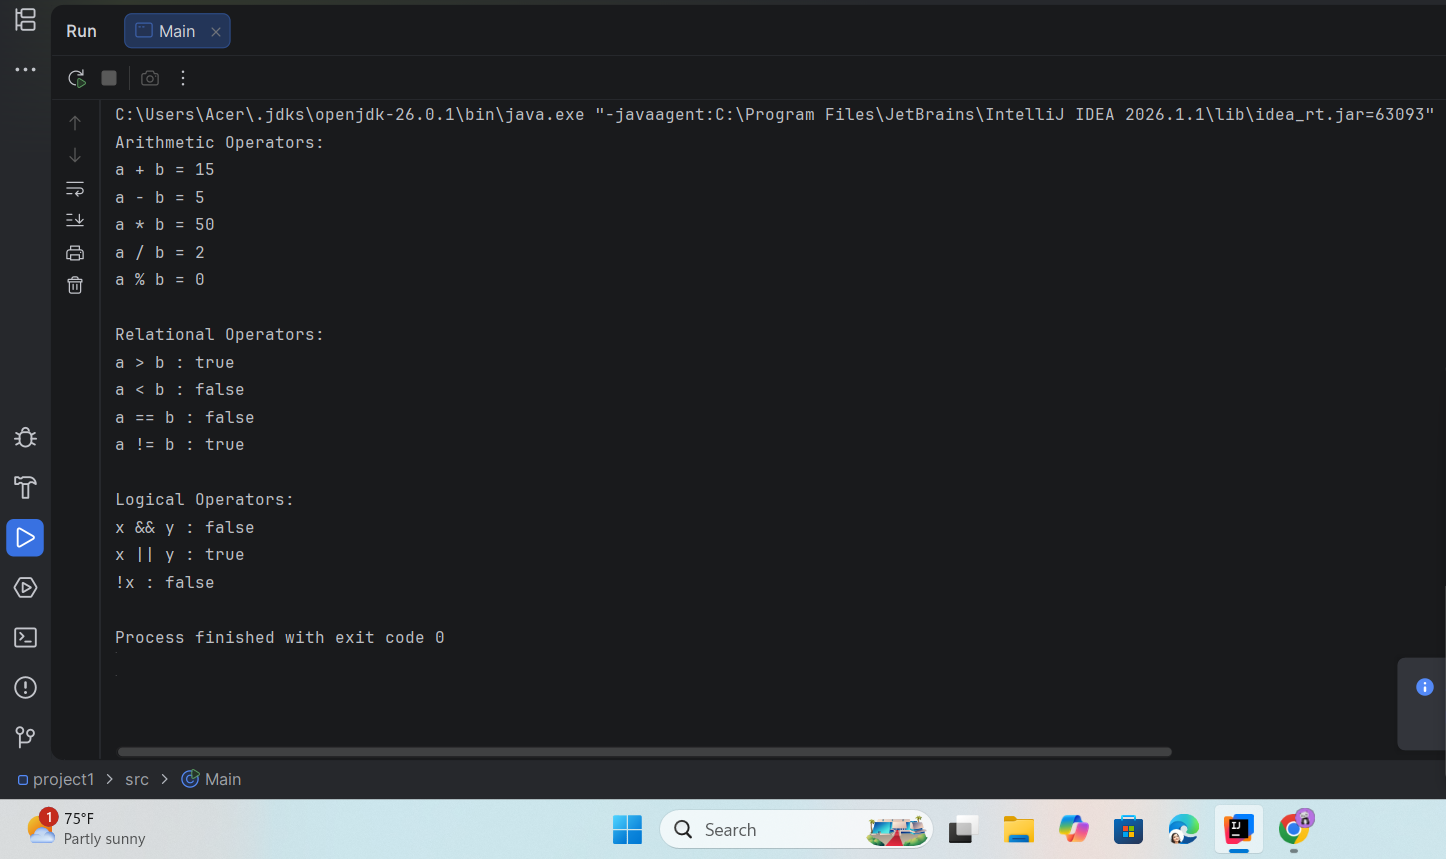 Run Main
C:\Users\Acer\.jdks\openjdk-26.0.1\bin\java.exe "-javaagent:C:\Program Files\JetBrains\IntelliJ IDEA 2026.1.1\lib\idea_rt.jar=63093"
Arithmetic Operators:
a + b = 15
a - b = 5
a * b = 50
a / b = 2
a % b = 0
Relational Operators:
a > b : true
a < b : false
a == b : false
a != b : true
Logical Operators:
x && y : false
x || y : true
!x : false
Process finished with exit code 0
project1 > src > Main
1
75°F
Partly sunny
Search